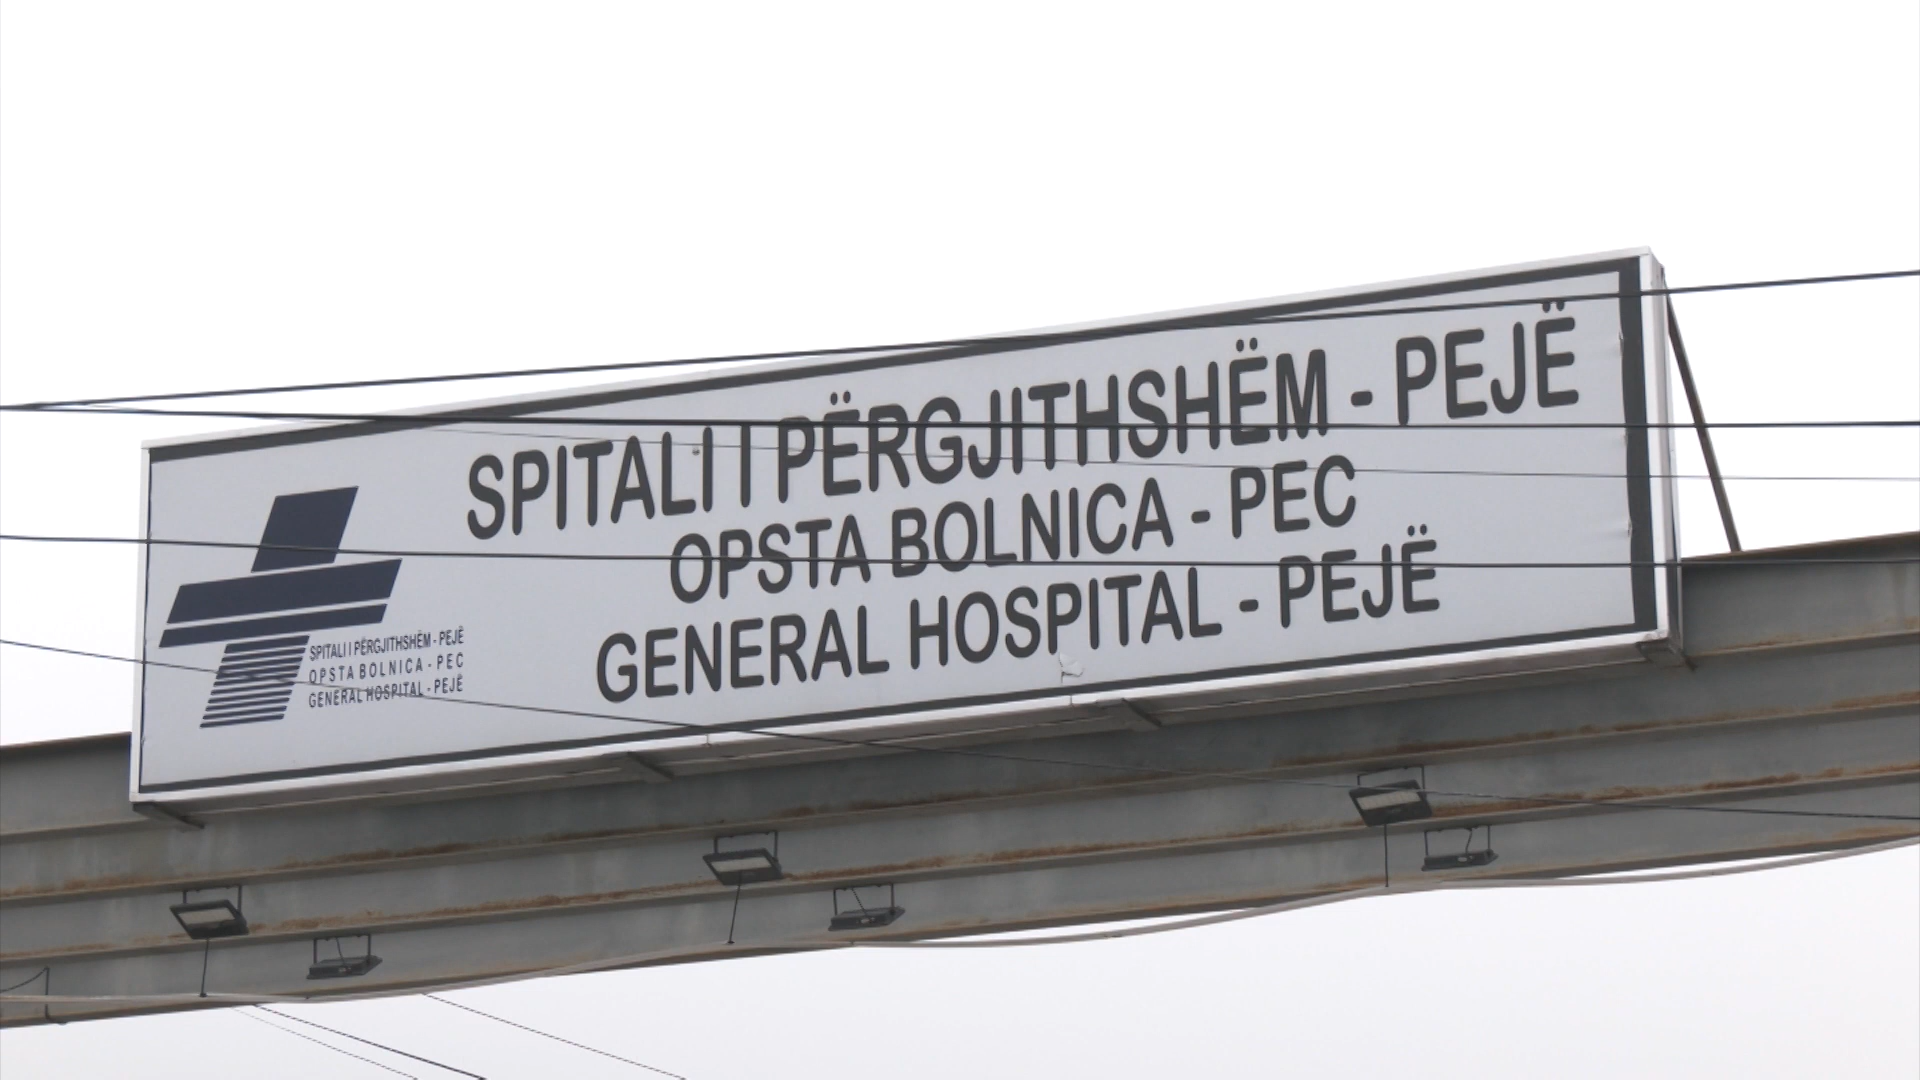 SPITALI I PËRGJITHSHËM - PEJË
OPSTA BOLNICA - PEC
GENERAL HOSPITAL - PEJË
SPITALI I PËRGJITHSHËM - PEJË
OPSTA BOLNICA - PEC
GENERAL HOSPITAL - PEJË